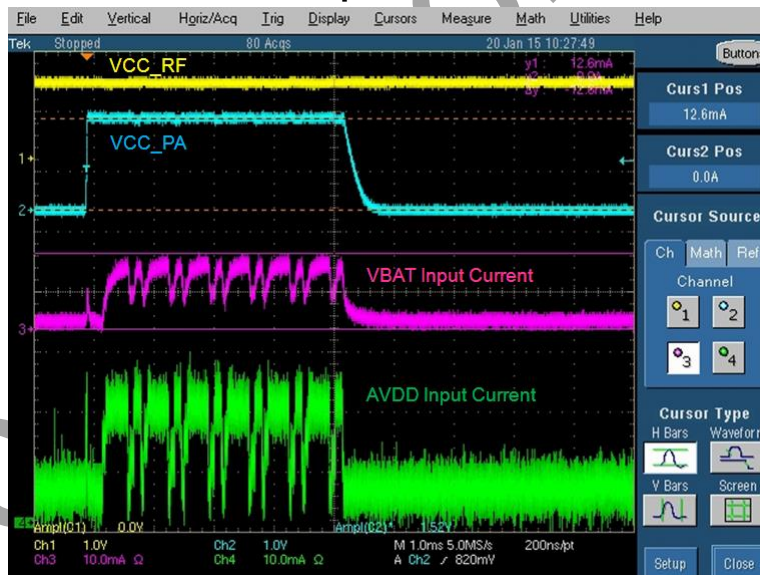 File Edit Vertical Horiz/Acq Trig Display Cursors Measure Math Utilities Help
Tek Stopped 80 Acqs 20 Jan 15 10:27:49
Buttons
y1 12.6mA
VCC_RF
Curs1 Pos
12.6mA
VCC_PA
Curs2 Pos
0.0A
Cursor Source
Ch Math Ref
Channel
1 2
3 4
VBAT Input Current
AVDD Input Current
Cursor Type
H Bars Waveform
V Bars Screen
Ampl(C1) 0.0V Ampl(C2)* 1.52V
Ch1 1.0V Ch2 1.0V M 1.0ms 5.0MS/s 200ns/pt
Ch3 10.0mA Ω Ch4 10.0mA Ω A Ch2 ∕ 820mV
Setup Close